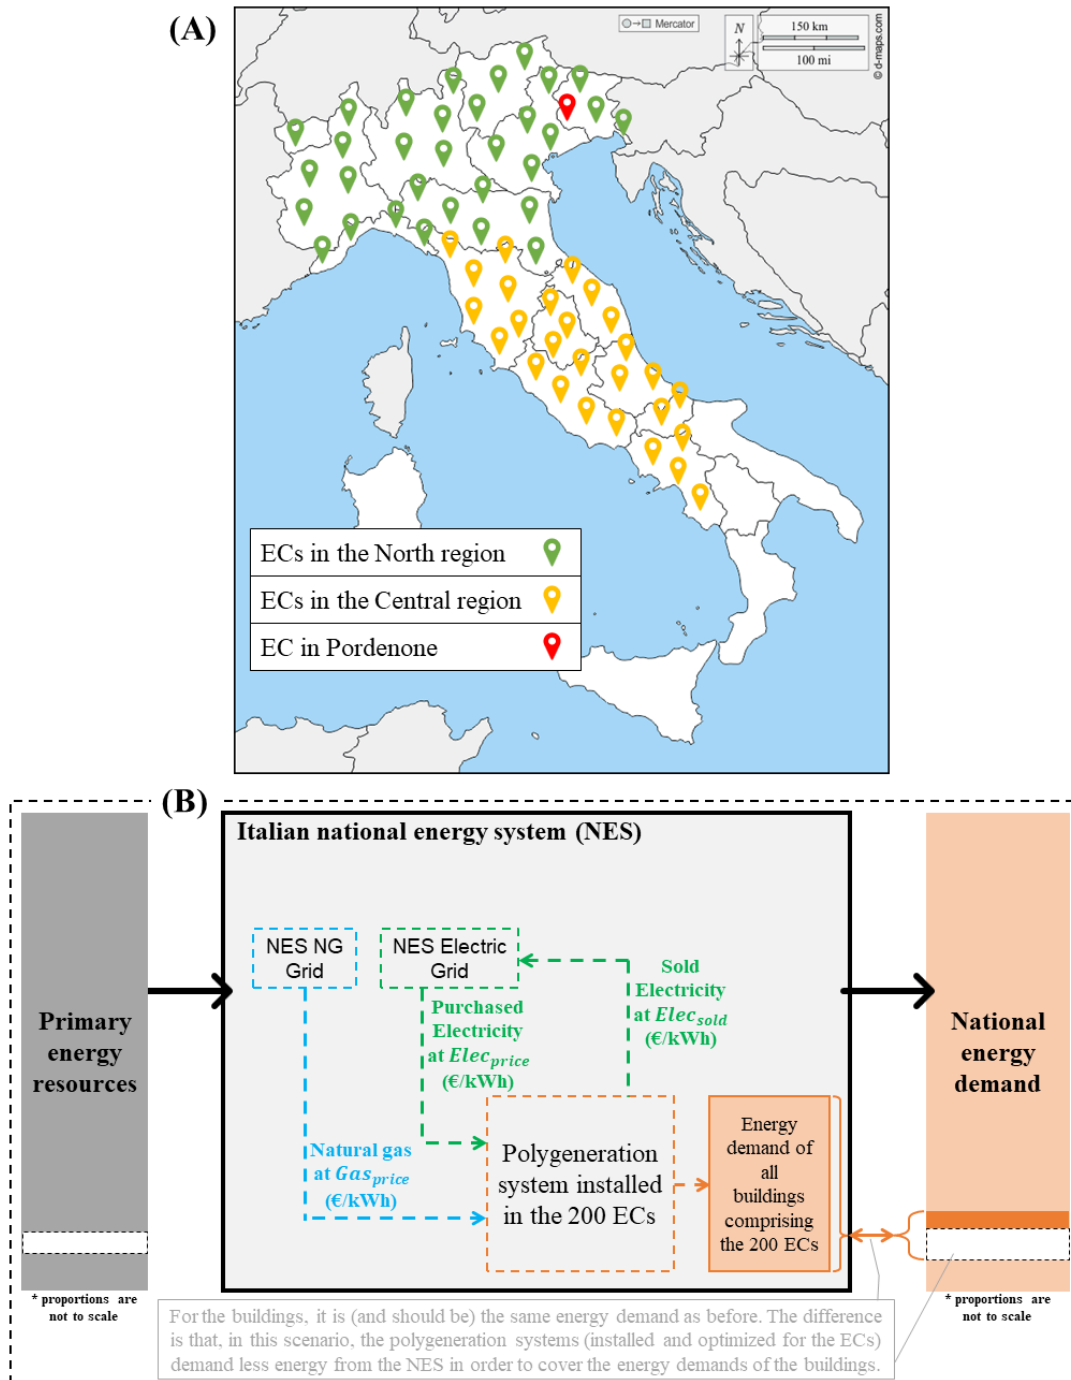 (A)
Mercator
N
150 km
100 mi
© d-maps.com
ECs in the North region
ECs in the Central region
EC in Pordenone
(B)
Italian national energy system (NES)
NES NG
Grid
NES Electric
Grid
Purchased
Electricity
at Elec_price
(€/kWh)
Sold
Electricity
at Elec_sold
(€/kWh)
Primary
energy
resources
National
energy
demand
Natural gas
at Gas_price
(€/kWh)
Polygeneration
system installed
in the 200 ECs
Energy
demand of
all
buildings
comprising
the 200 ECs
* proportions are
not to scale
* proportions are
not to scale
For the buildings, it is (and should be) the same energy demand as before. The difference
is that, in this scenario, the polygeneration systems (installed and optimized for the ECs)
demand less energy from the NES in order to cover the energy demands of the buildings.